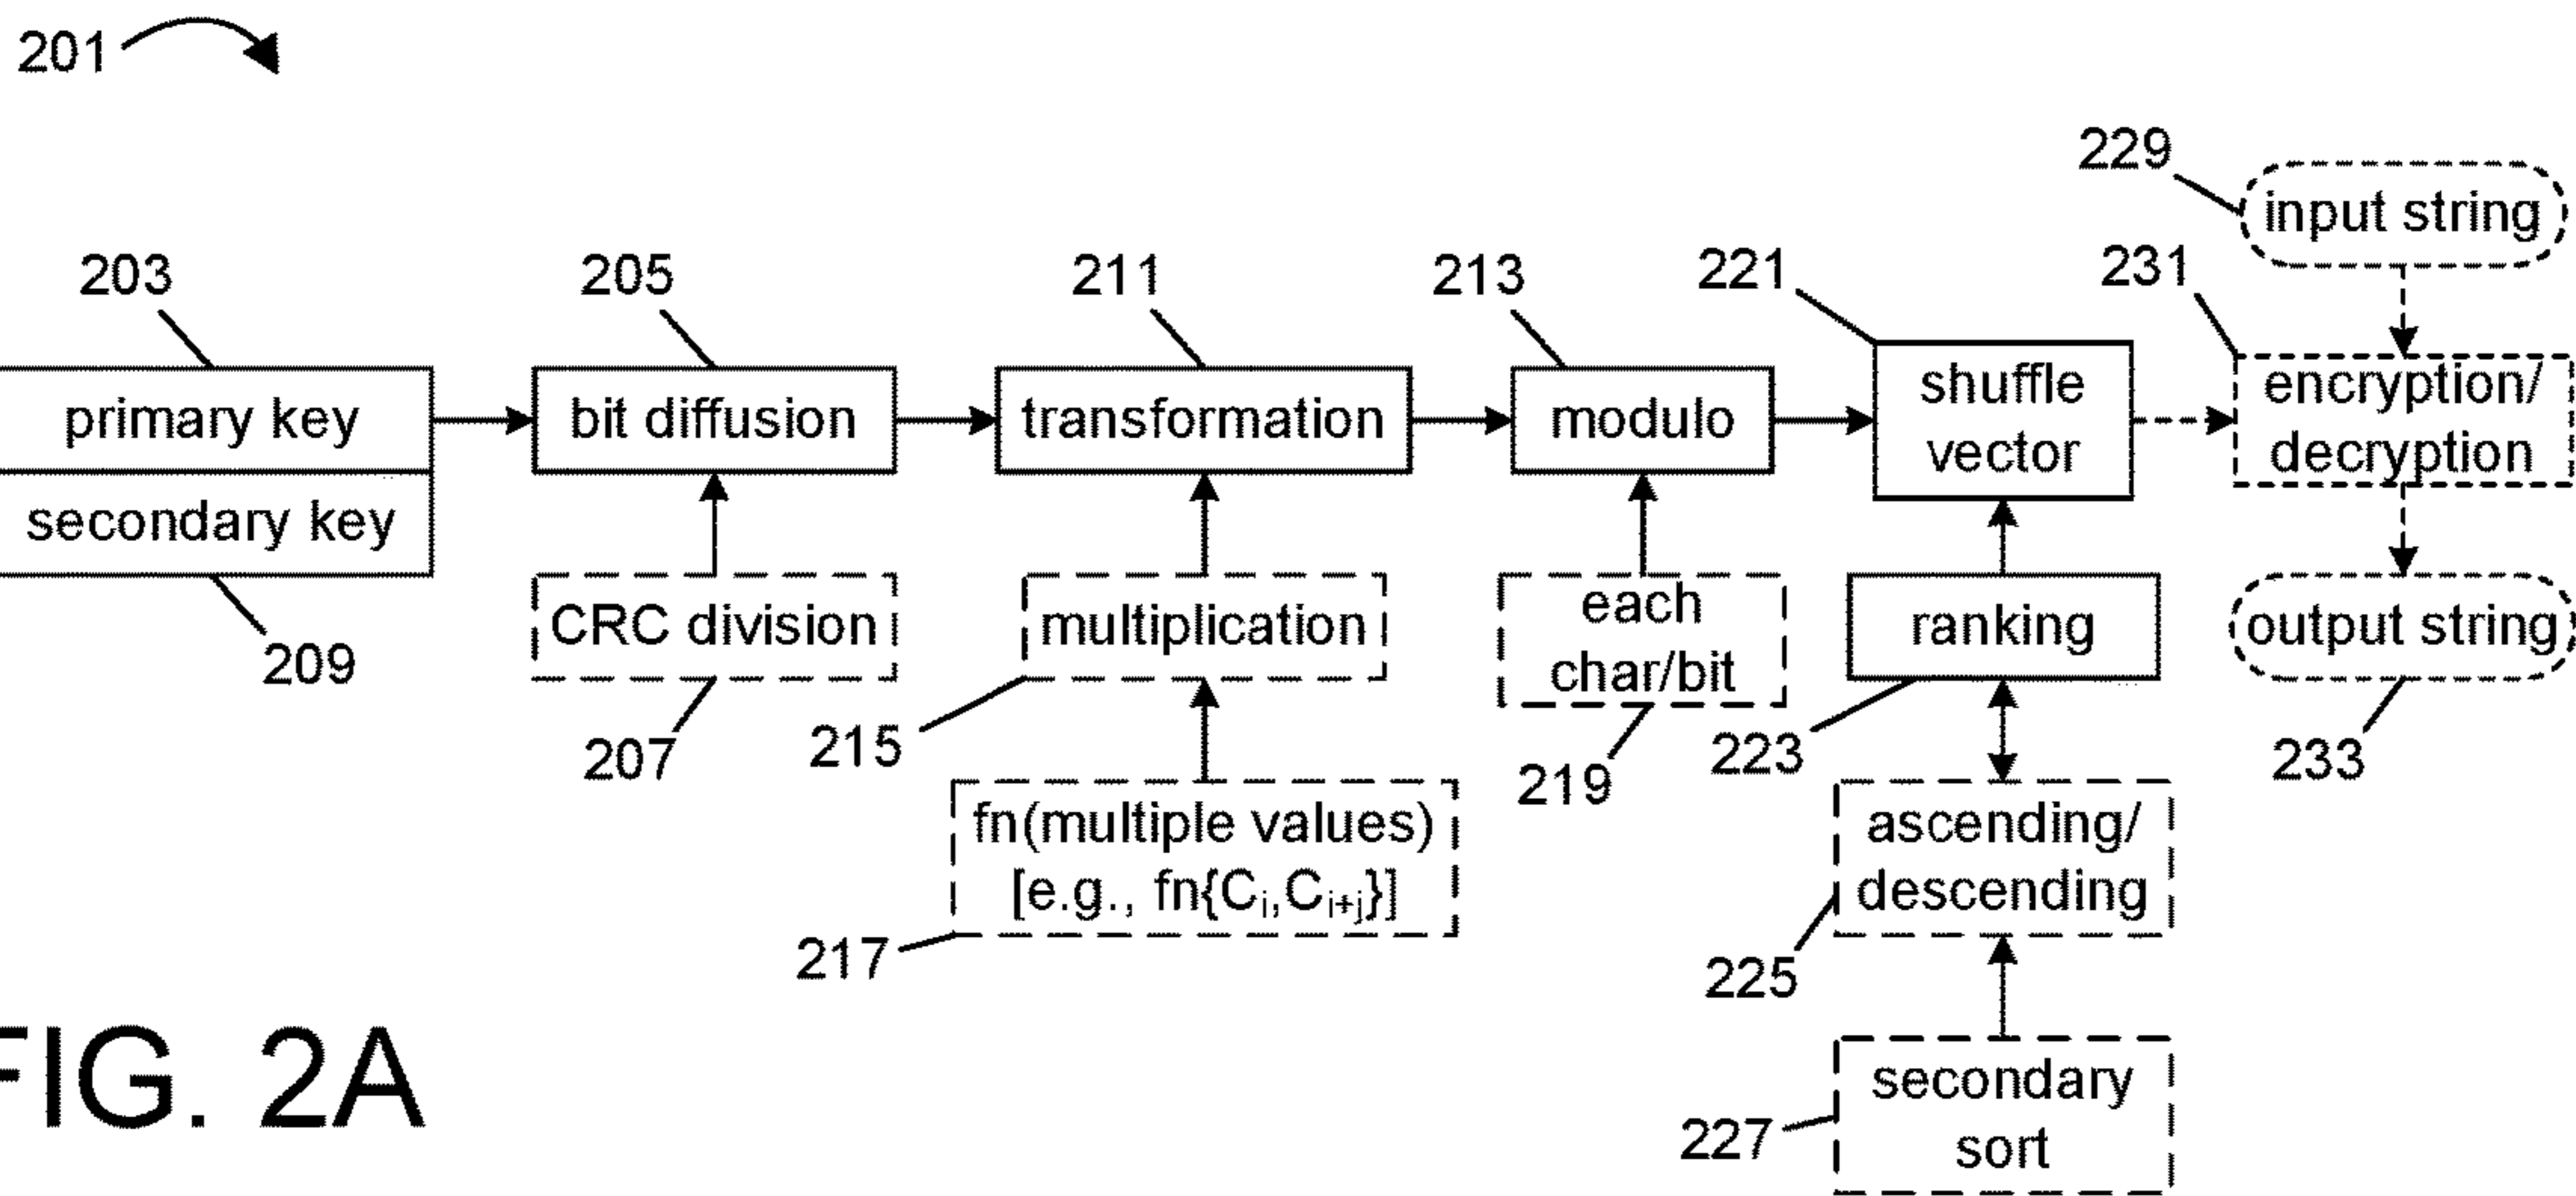 201
229
input string
203
205
211
213
221
231
primary key
bit diffusion
transformation
modulo
shuffle
vector
encryption/
decryption
secondary key
209
CRC division
207
multiplication
215
each
char/bit
219
ranking
223
output string
233
fn(multiple values)
[e.g., fn{Ci,Ci+j}]
217
ascending/
descending
225
secondary
sort
227
FIG. 2A